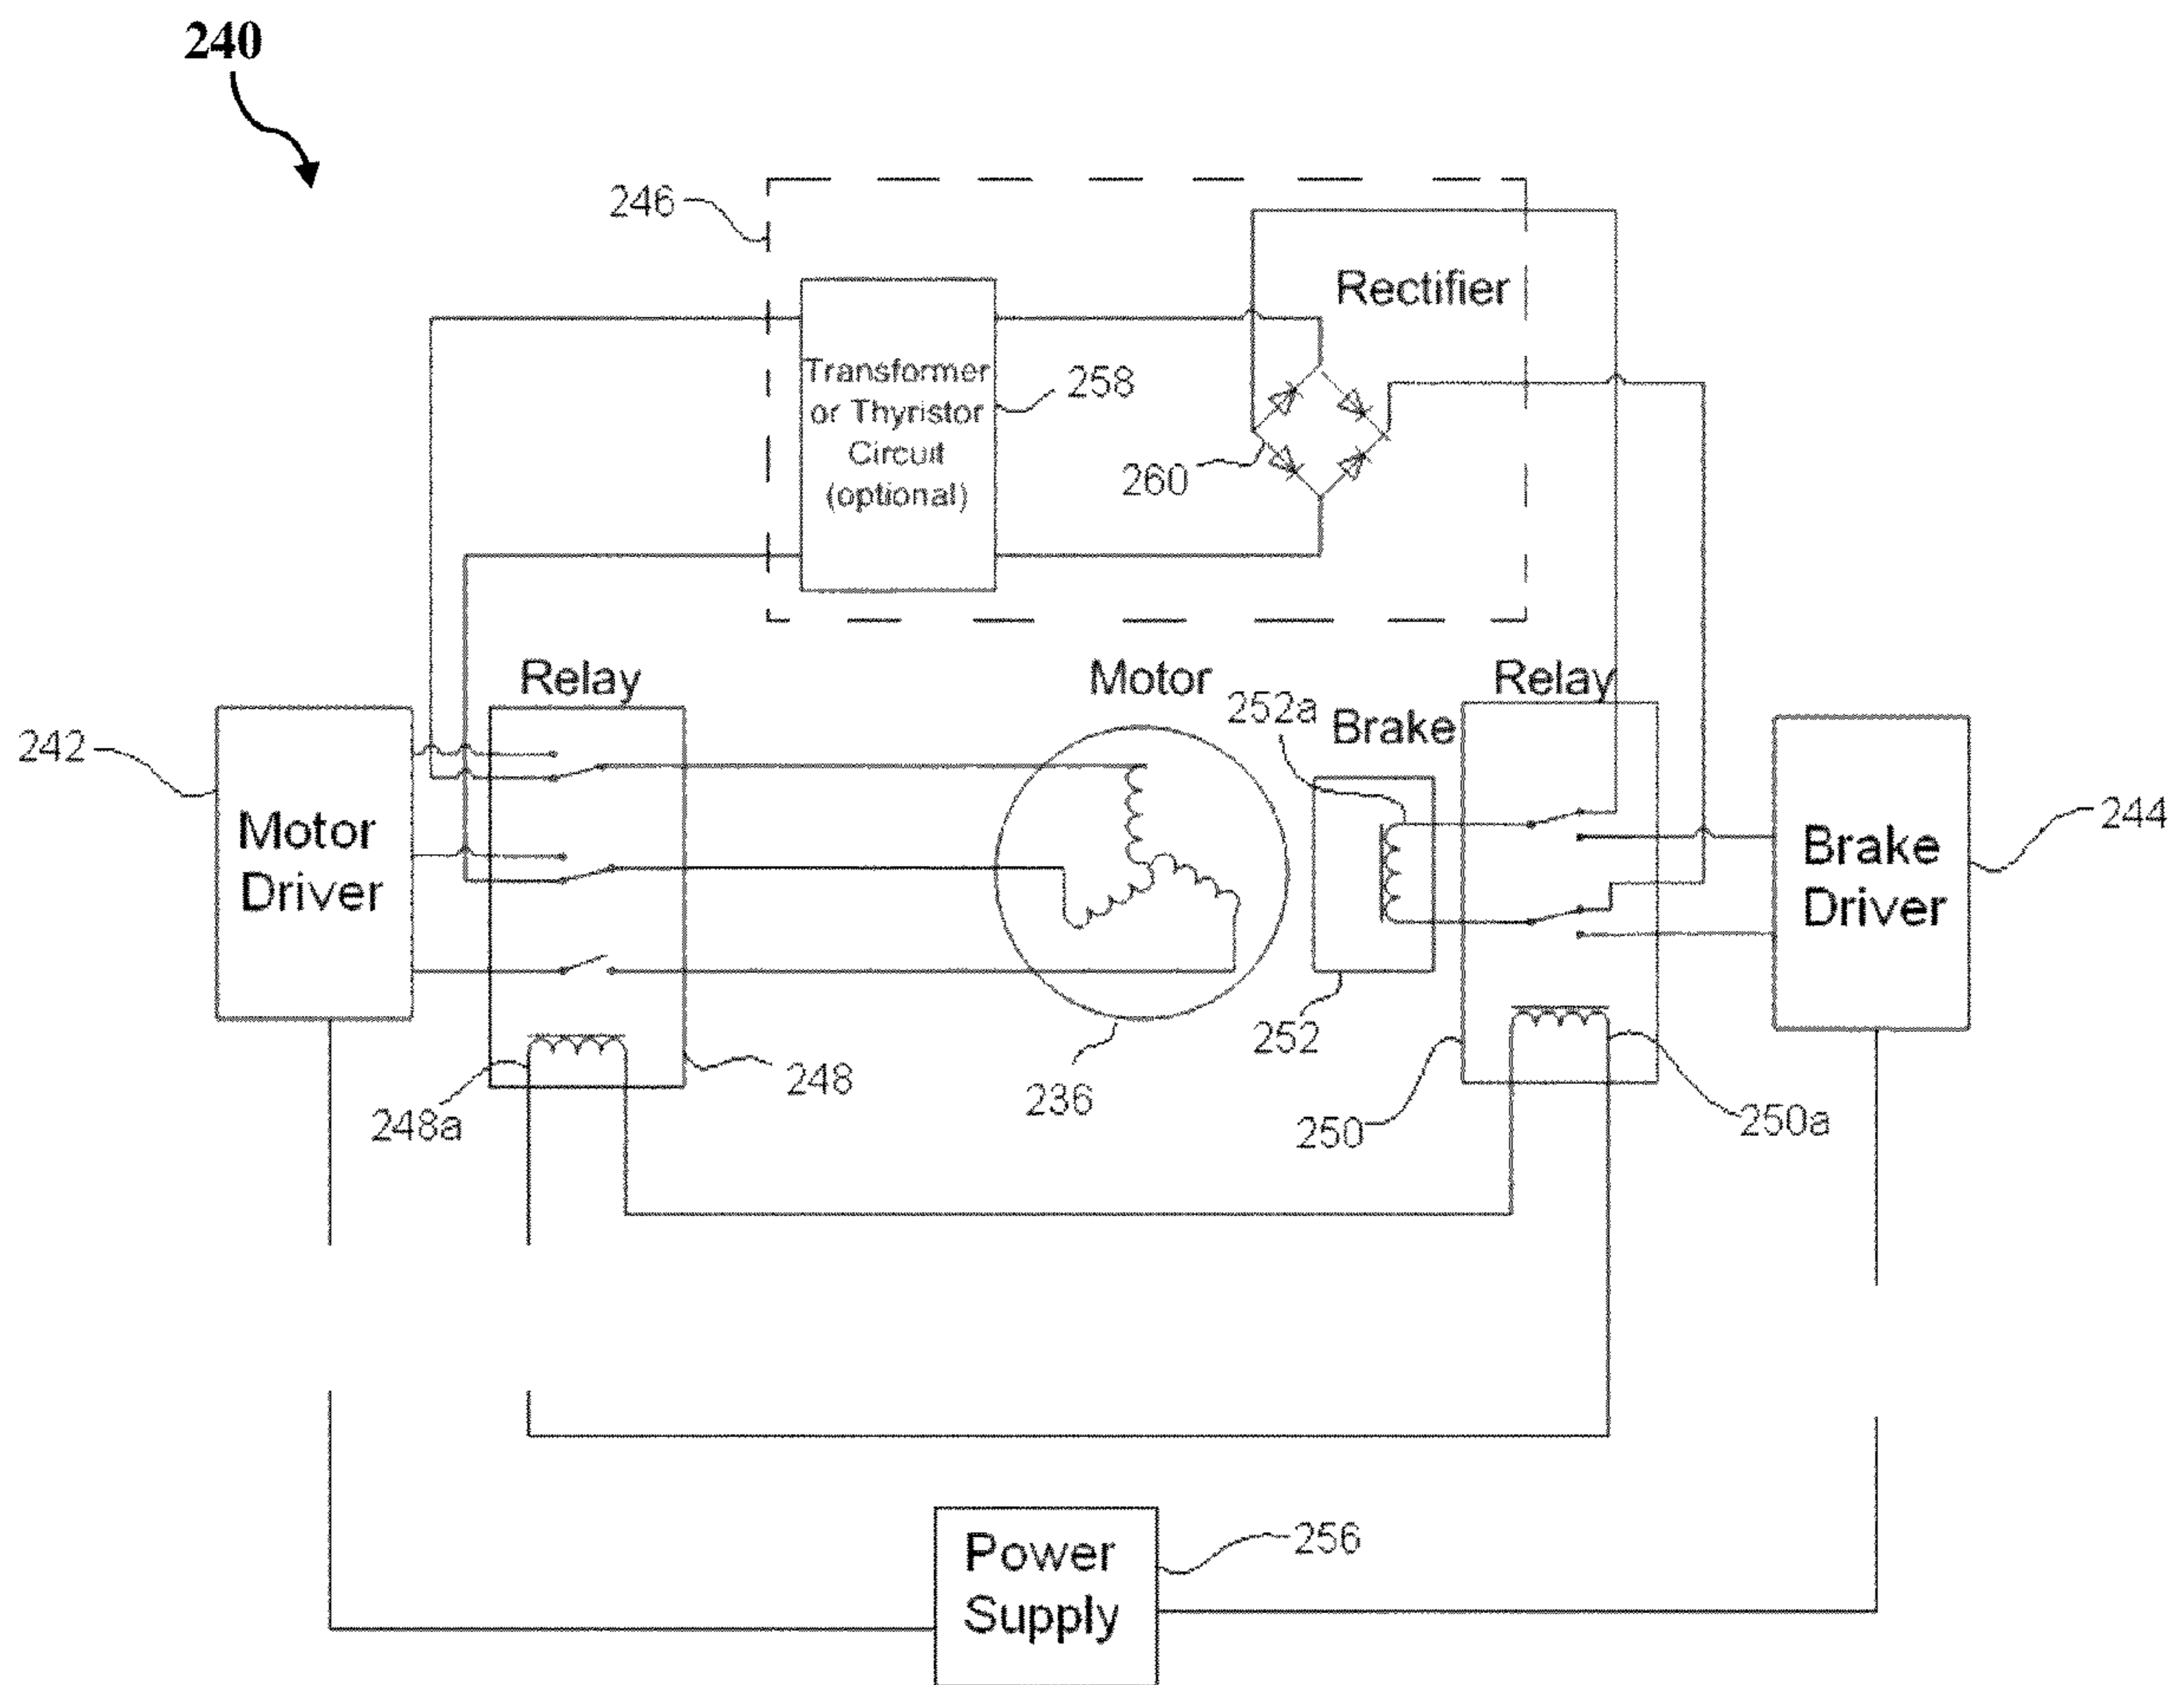 240
246
Rectifier
Transformer
or Thyristor
Circuit
(optional)
258
260
Relay
Motor
Relay
252a
Brake
242
Motor
Driver
244
Brake
Driver
252
248
236
248a
250
250a
Power
Supply
256